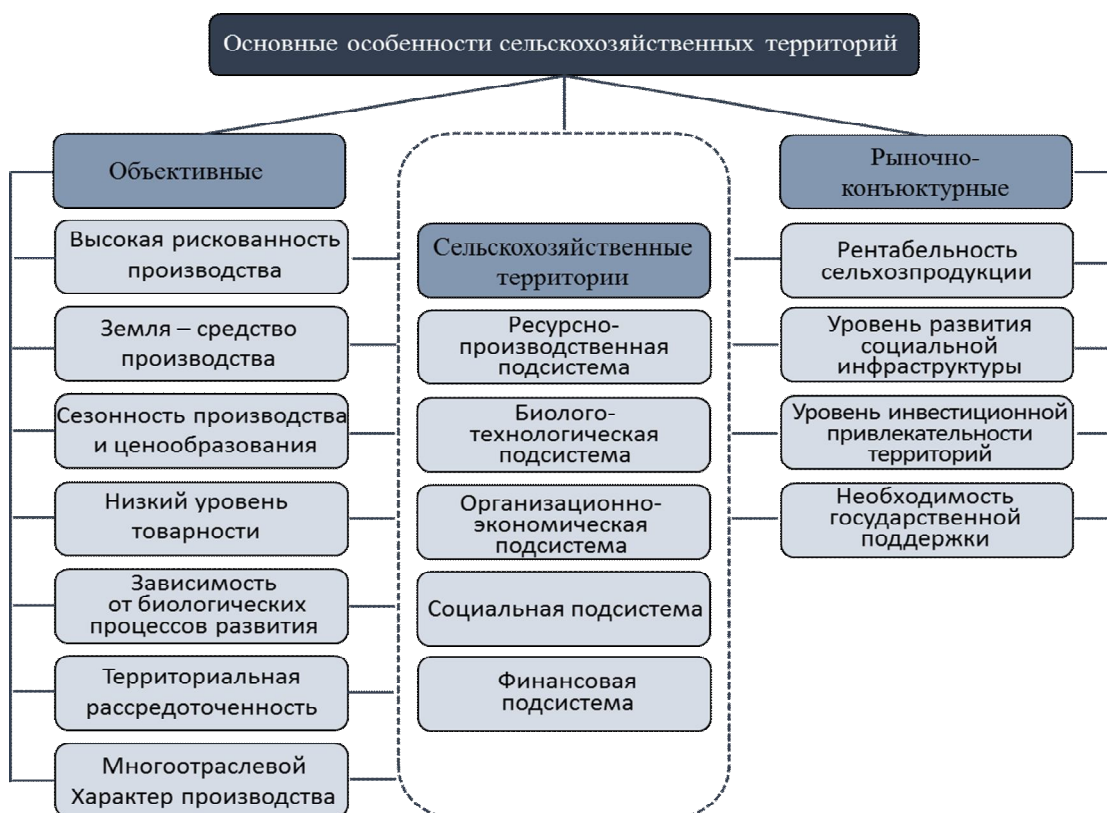 Основные особенности сельскохозяйственных территорий
Объективные
Высокая рискованность
производства
Земля – средство
производства
Сезонность производства
и ценообразования
Низкий уровень
товарности
Зависимость
от биологических
процессов развития
Территориальная
рассредоточенность
Многоотраслевой
Характер производства
Сельскохозяйственные
территории
Ресурсно-
производственная
подсистема
Биолого-
технологическая
подсистема
Организационно-
экономическая
подсистема
Социальная подсистема
Финансовая
подсистема
Рыночно-
конъюктурные
Рентабельность
сельхозпродукции
Уровень развития
социальной
инфраструктуры
Уровень инвестиционной
привлекательности
территорий
Необходимость
государственной
поддержки